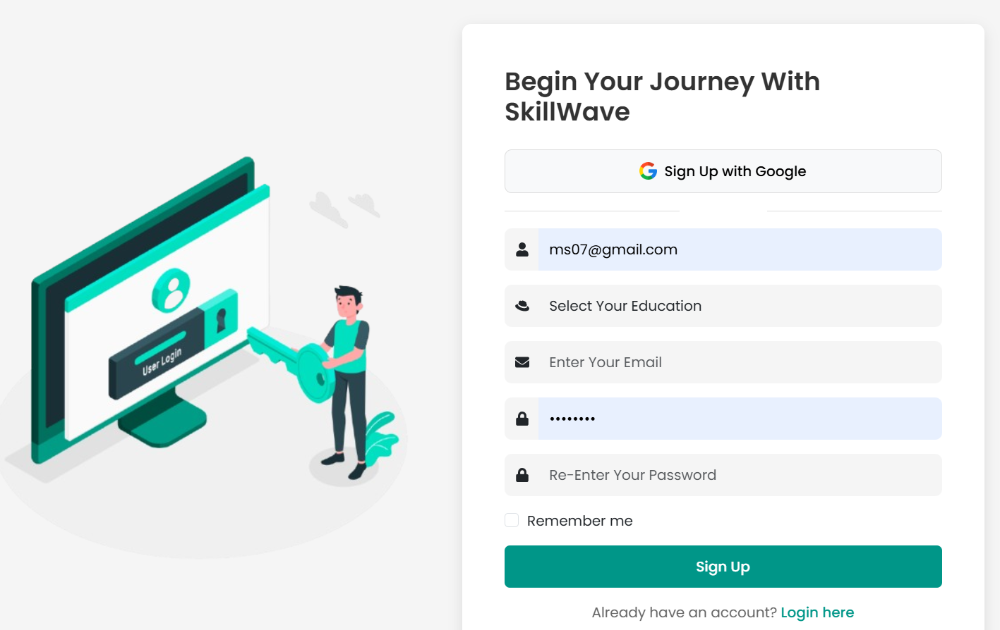 Begin Your Journey With
SkillWave
Sign Up with Google
ms07@gmail.com
Select Your Education
Enter Your Email
••••••••
Re-Enter Your Password
Remember me
Sign Up
Already have an account? Login here
User Login